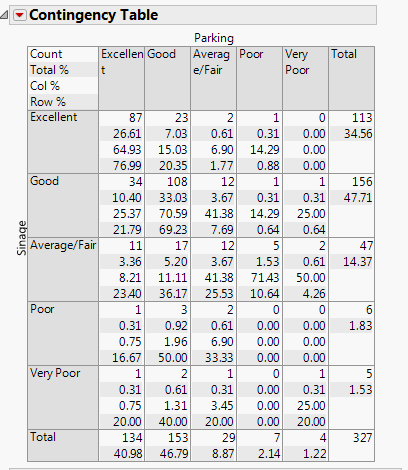 Contingency Table
Parking
Count Excellen Good Averag Poor Very Total
Total % t e/Fair Poor
Col %
Row %
Excellent 87 23 2 1 0 113
26.61 7.03 0.61 0.31 0.00 34.56
64.93 15.03 6.90 14.29 0.00
76.99 20.35 1.77 0.88 0.00
Good 34 108 12 1 1 156
10.40 33.03 3.67 0.31 0.31 47.71
25.37 70.59 41.38 14.29 25.00
21.79 69.23 7.69 0.64 0.64
Sinage
Average/Fair 11 17 12 5 2 47
3.36 5.20 3.67 1.53 0.61 14.37
8.21 11.11 41.38 71.43 50.00
23.40 36.17 25.53 10.64 4.26
Poor 1 3 2 0 0 6
0.31 0.92 0.61 0.00 0.00 1.83
0.75 1.96 6.90 0.00 0.00
16.67 50.00 33.33 0.00 0.00
Very Poor 1 2 1 0 1 5
0.31 0.61 0.31 0.00 0.31 1.53
0.75 1.31 3.45 0.00 25.00
20.00 40.00 20.00 0.00 20.00
Total 134 153 29 7 4 327
40.98 46.79 8.87 2.14 1.22